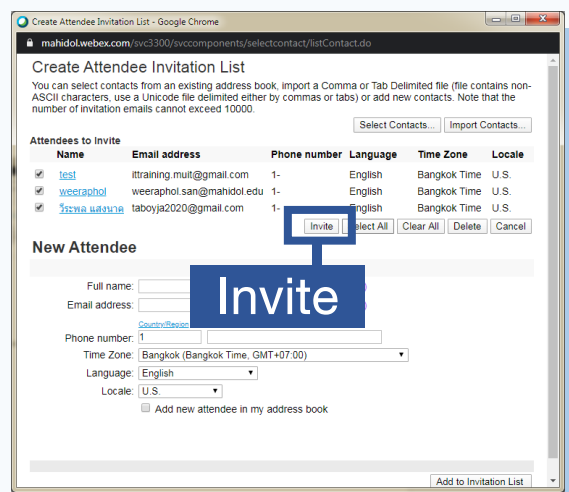 Create Attendee Invitation List - Google Chrome
mahidol.webex.com/svc3300/svccomponents/selectcontact/listContact.do
Create Attendee Invitation List
You can select contacts from an existing address book, import a Comma or Tab Delimited file (file contains non-
ASCII characters, use a Unicode file delimited either by commas or tabs) or add new contacts. Note that the
number of invitation emails cannot exceed 10000.
Select Contacts... Import Contacts...
Attendees to Invite
Name Email address Phone number Language Time Zone Locale
test ittraining.muit@gmail.com 1- English Bangkok Time U.S.
weeraphol weeraphol.san@mahidol.edu 1- English Bangkok Time U.S.
วีระพล แสงนาค taboyja2020@gmail.com 1- English Bangkok Time U.S.
Invite Select All Clear All Delete Cancel
New Attendee
Full name:
Email address:
Invite
Country/Region
Phone number: 1
Time Zone: Bangkok (Bangkok Time, GMT+07:00)
Language: English
Locale: U.S.
Add new attendee in my address book
Add to Invitation List